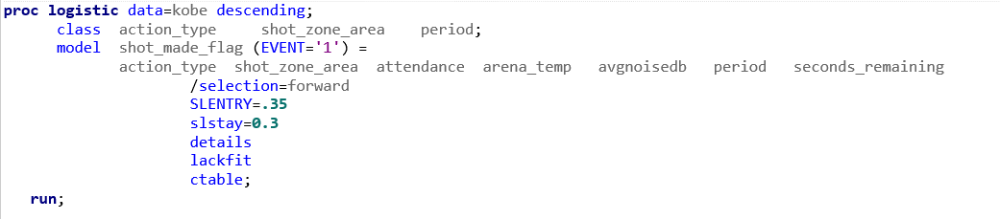 proc logistic data=kobe descending;
class action_type shot_zone_area period;
model shot_made_flag (EVENT='1') =
action_type shot_zone_area attendance arena_temp avgnoisedb period seconds_remaining
/selection=forward
SLENTRY=.35
slstay=0.3
details
lackfit
ctable;
run;